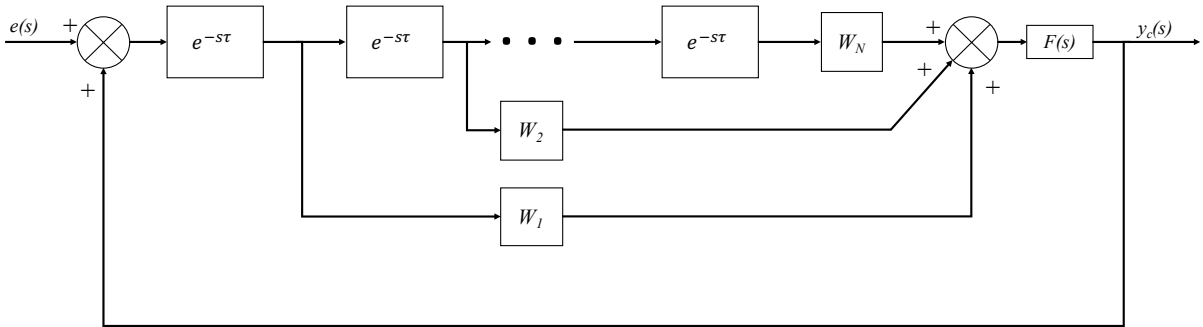 e(s)
+
+
e^{-sτ}
e^{-sτ}
• • •
e^{-sτ}
W_N
+
+
+
F(s)
y_c(s)
W_2
W_1